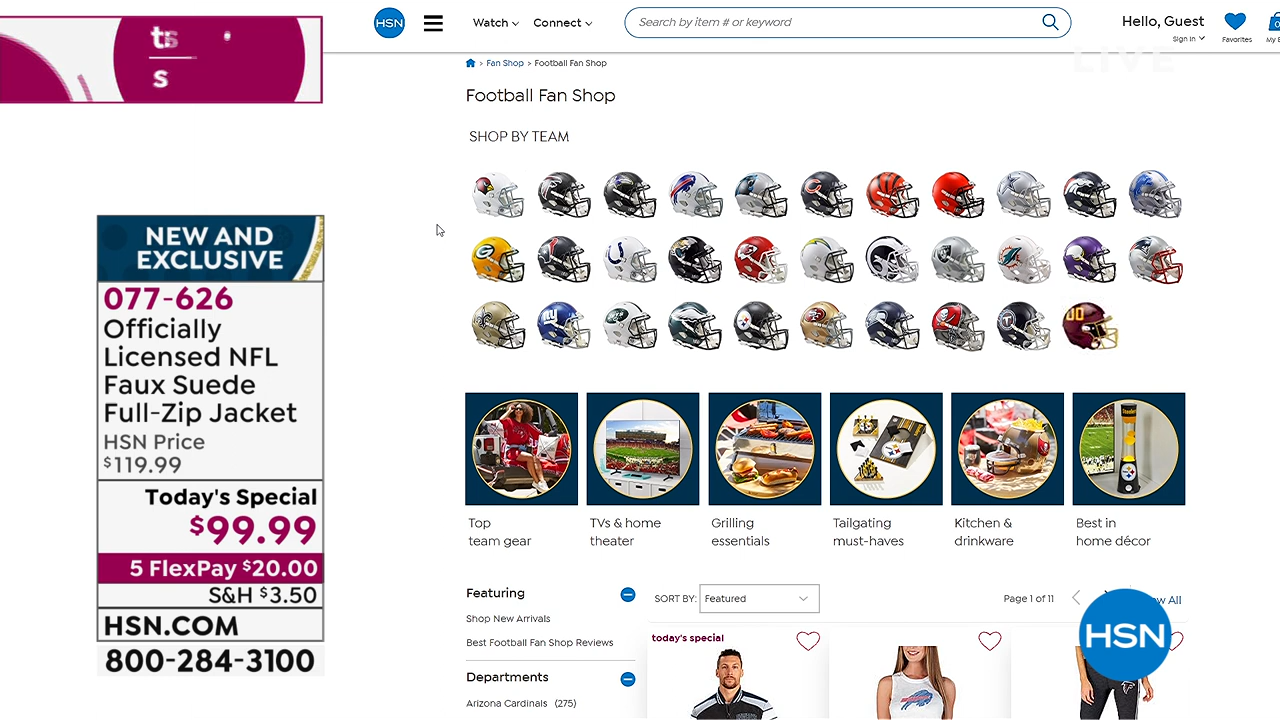 ts
s
NEW AND
EXCLUSIVE
077-626
Officially
Licensed NFL
Faux Suede
Full-Zip Jacket
HSN Price
$119.99
Today's Special
$99.99
5 FlexPay $20.00
S&H $3.50
HSN.COM
800-284-3100
HSN
Watch
Connect
Search by item # or keyword
Hello, Guest
Sign In
Favorites
My
0
LIVE
> Fan Shop > Football Fan Shop
Football Fan Shop
SHOP BY TEAM
Top
team gear
TVs & home
theater
Grilling
essentials
Tailgating
must-haves
Kitchen &
drinkware
Best in
home décor
Featuring
Shop New Arrivals
Best Football Fan Shop Reviews
Departments
Arizona Cardinals (275)
SORT BY: Featured
Page 1 of 11
All
today's special
HSN